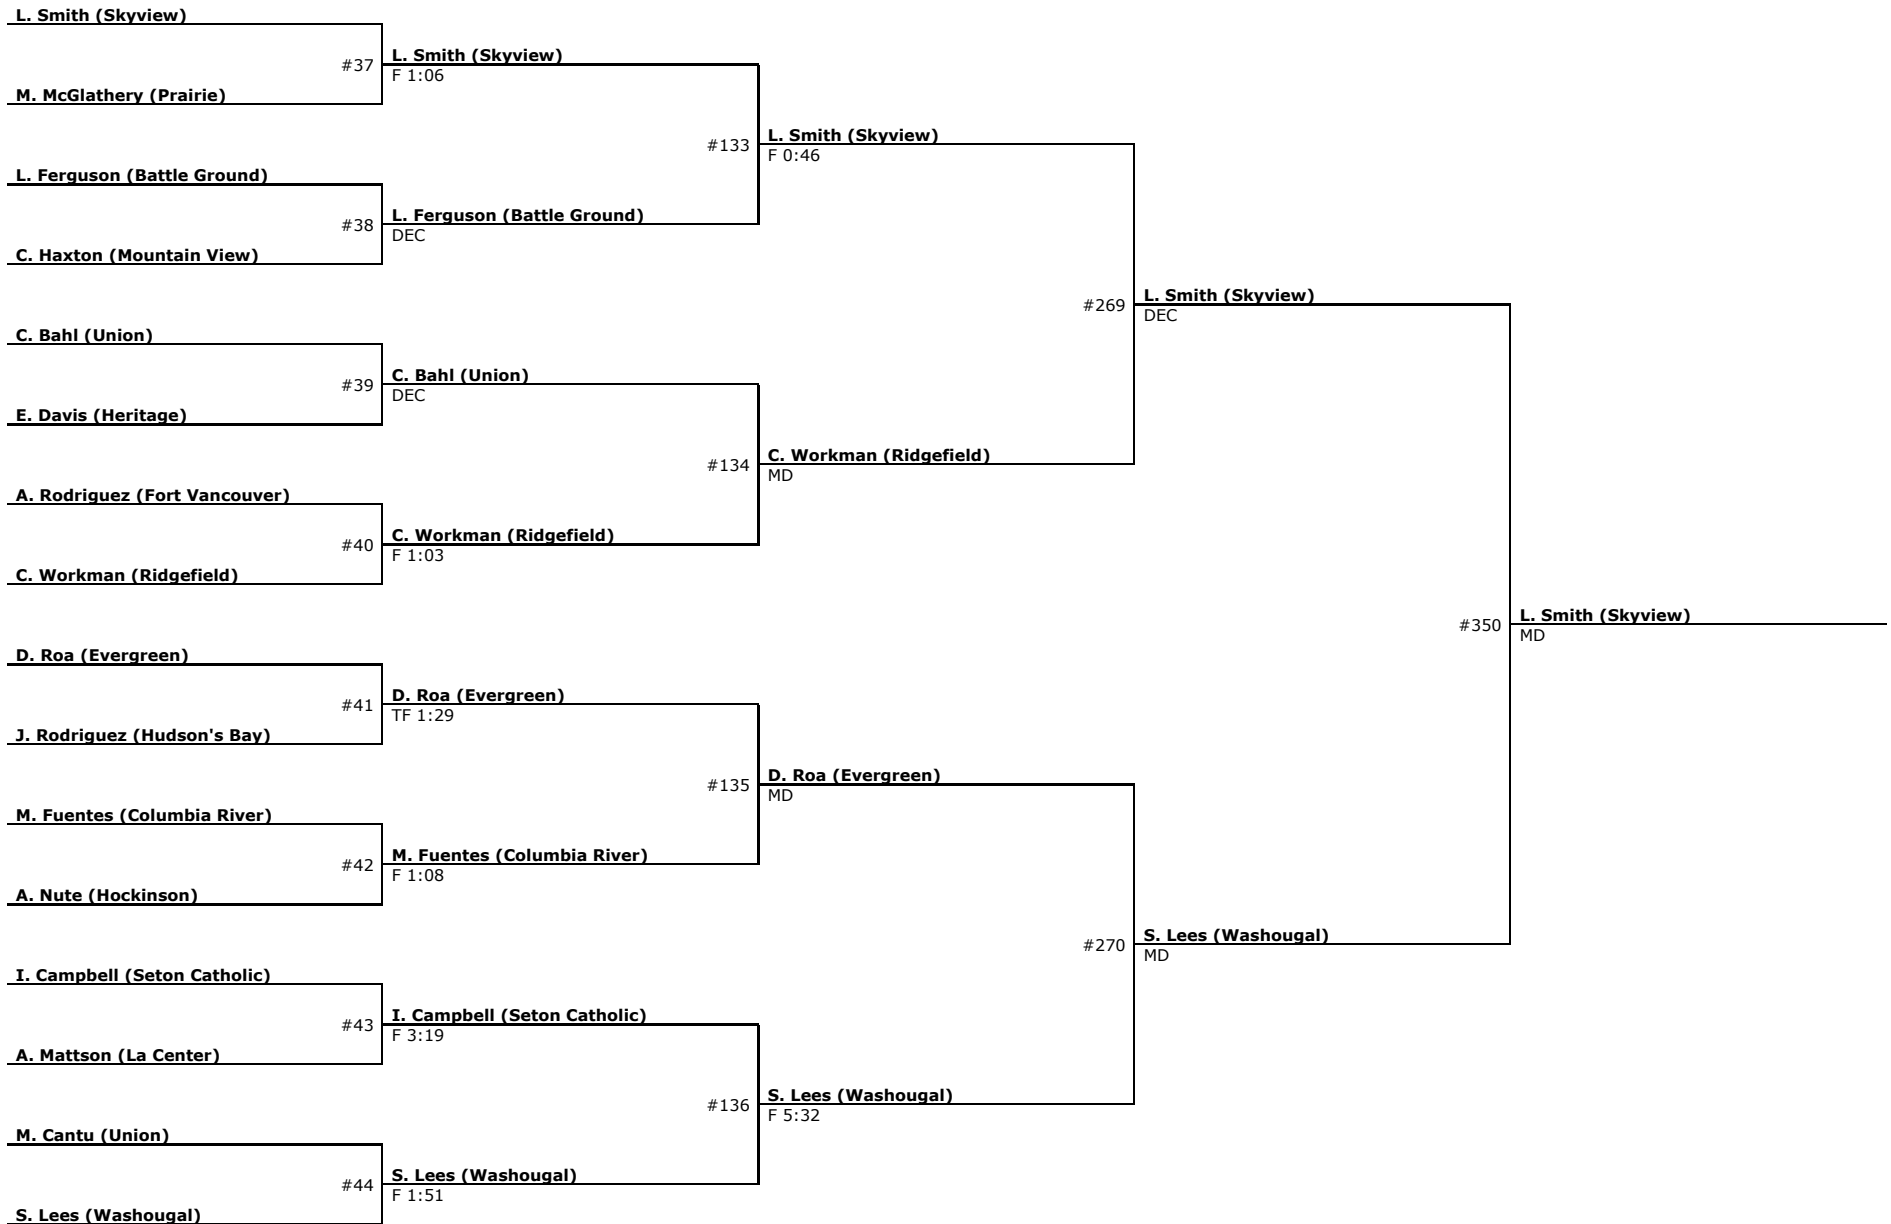 L. Smith (Skyview)
#37
M. McGlathery (Prairie)
L. Ferguson (Battle Ground)
#38
C. Haxton (Mountain View)
C. Bahl (Union)
#39
E. Davis (Heritage)
A. Rodriguez (Fort Vancouver)
#40
C. Workman (Ridgefield)
D. Roa (Evergreen)
#41
J. Rodriguez (Hudson's Bay)
M. Fuentes (Columbia River)
#42
A. Nute (Hockinson)
I. Campbell (Seton Catholic)
#43
A. Mattson (La Center)
M. Cantu (Union)
#44
S. Lees (Washougal)
L. Smith (Skyview)
F 1:06
#133
L. Ferguson (Battle Ground)
DEC
C. Bahl (Union)
DEC
#134
C. Workman (Ridgefield)
F 1:03
D. Roa (Evergreen)
TF 1:29
#135
M. Fuentes (Columbia River)
F 1:08
I. Campbell (Seton Catholic)
F 3:19
#136
S. Lees (Washougal)
F 1:51
L. Smith (Skyview)
F 0:46
#269
C. Workman (Ridgefield)
MD
D. Roa (Evergreen)
MD
#270
S. Lees (Washougal)
F 5:32
L. Smith (Skyview)
DEC
#350
S. Lees (Washougal)
MD
L. Smith (Skyview)
MD